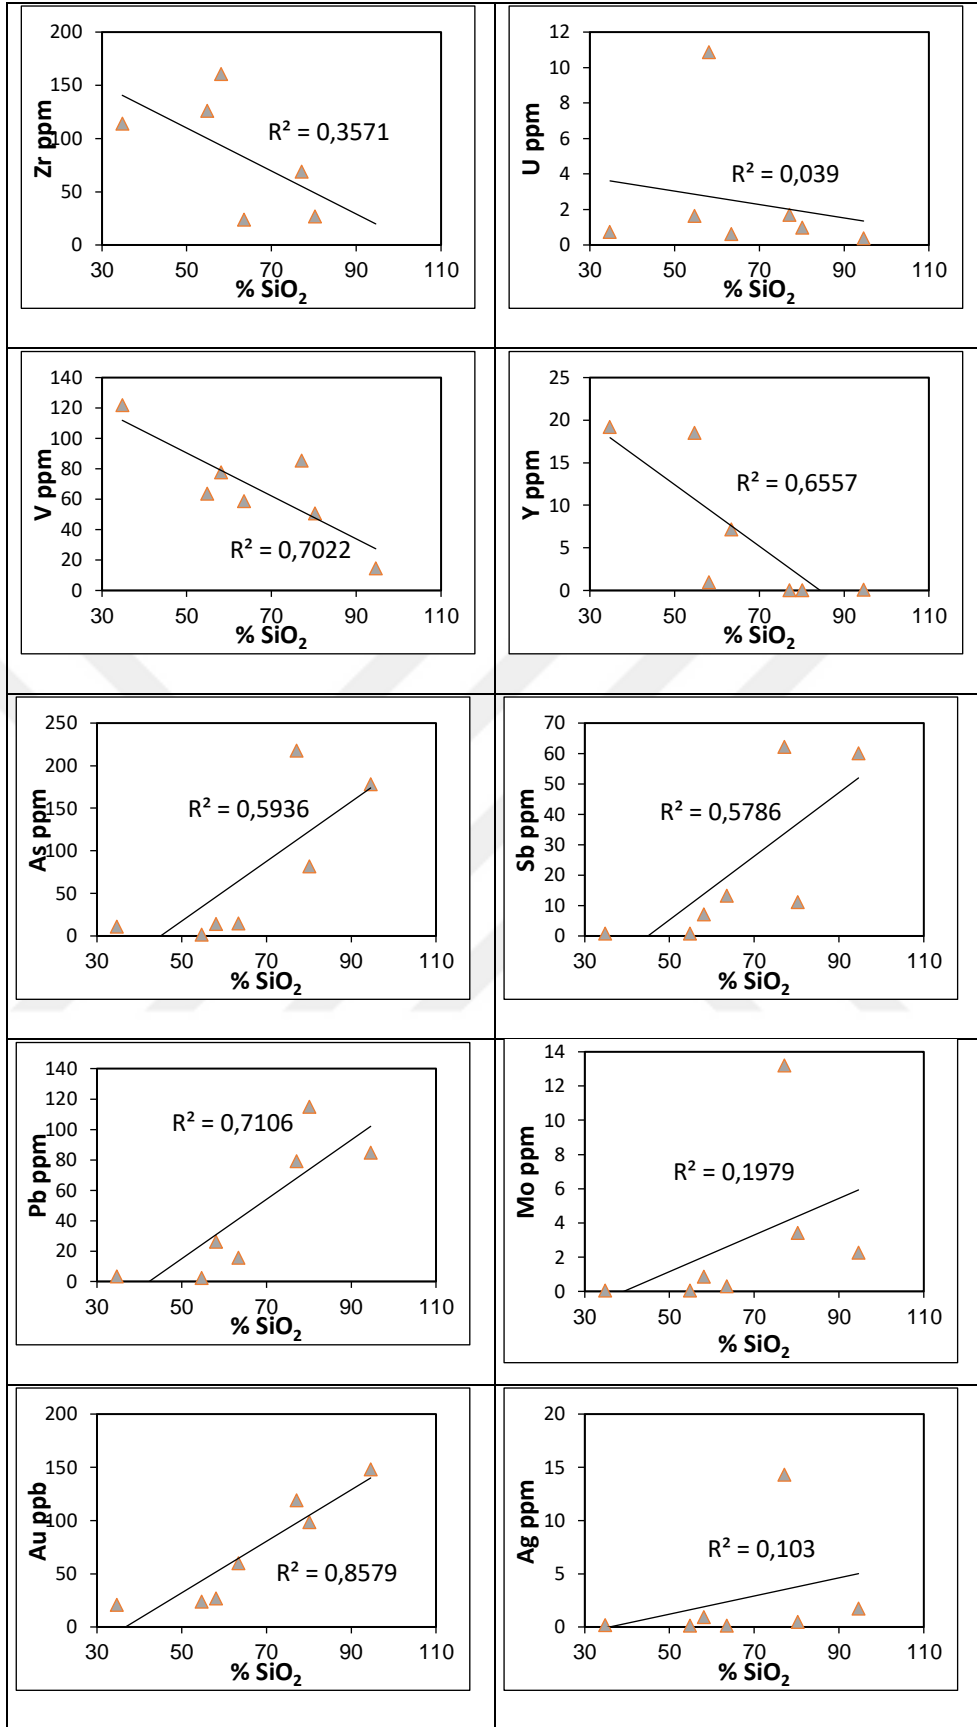 200
150
100
50
0
Zr ppm
R² = 0,3571
30 50 70 90 110
% SiO₂
12
10
8
6
4
2
0
U ppm
R² = 0,039
30 50 70 90 110
% SiO₂
140
120
100
80
60
40
20
0
V ppm
R² = 0,7022
30 50 70 90 110
% SiO₂
25
20
15
10
5
0
Y ppm
R² = 0,6557
30 50 70 90 110
% SiO₂
250
200
150
100
50
0
As ppm
R² = 0,5936
30 50 70 90 110
% SiO₂
70
60
50
40
30
20
10
0
Sb ppm
R² = 0,5786
30 50 70 90 110
% SiO₂
140
120
100
80
60
40
20
0
Pb ppm
R² = 0,7106
30 50 70 90 110
% SiO₂
14
12
10
8
6
4
2
0
Mo ppm
R² = 0,1979
30 50 70 90 110
% SiO₂
200
150
100
50
0
Au ppb
R² = 0,8579
30 50 70 90 110
% SiO₂
20
15
10
5
0
Ag ppm
R² = 0,103
30 50 70 90 110
% SiO₂